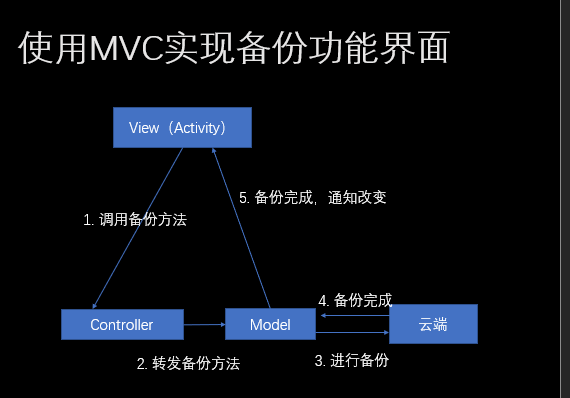 使用MVC实现备份功能界面
View（Activity）
5. 备份完成，通知改变
1. 调用备份方法
4. 备份完成
Controller
Model
云端
2. 转发备份方法
3. 进行备份